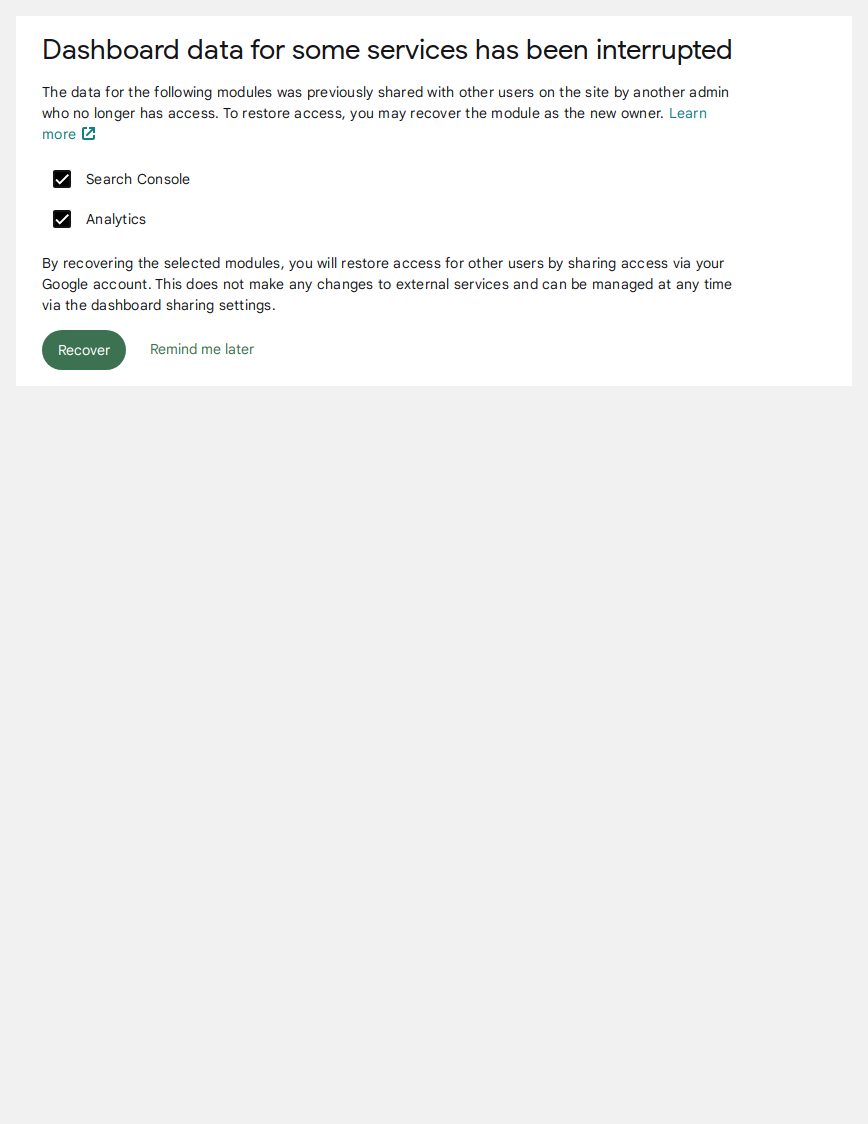 Dashboard data for some services has been interrupted
The data for the following modules was previously shared with other users on the site by another admin
who no longer has access. To restore access, you may recover the module as the new owner. Learn
more
Search Console
Analytics
By recovering the selected modules, you will restore access for other users by sharing access via your
Google account. This does not make any changes to external services and can be managed at any time
via the dashboard sharing settings.
Recover
Remind me later